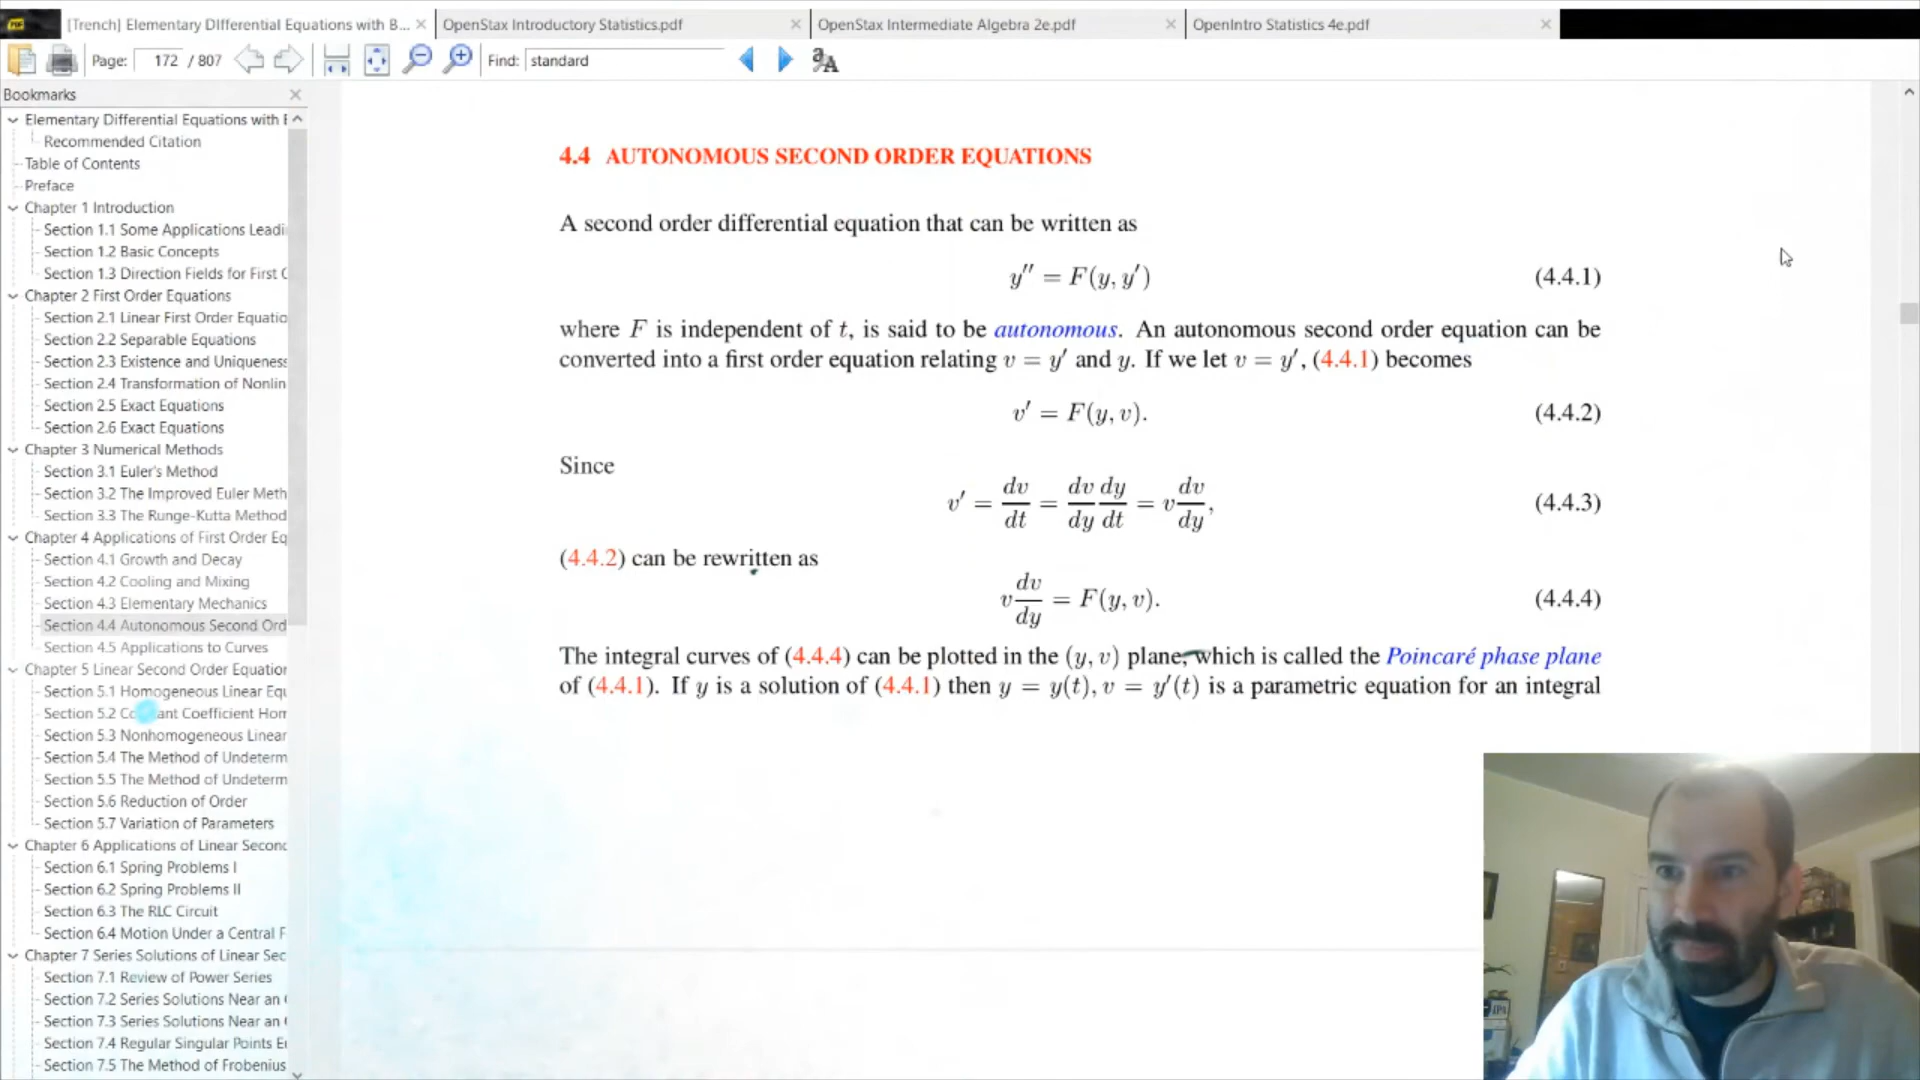 [Trench] Elementary DIfferential Equations with B...
OpenStax Introductory Statistics.pdf
OpenStax Intermediate Algebra 2e.pdf
OpenIntro Statistics 4e.pdf
Page: 172 / 807
Find: standard
Bookmarks
Elementary Differential Equations with B
Recommended Citation
Table of Contents
Preface
Chapter 1 Introduction
Section 1.1 Some Applications Leadi
Section 1.2 Basic Concepts
Section 1.3 Direction Fields for First O
Chapter 2 First Order Equations
Section 2.1 Linear First Order Equatio
Section 2.2 Separable Equations
Section 2.3 Existence and Uniqueness
Section 2.4 Transformation of Nonlin
Section 2.5 Exact Equations
Section 2.6 Exact Equations
Chapter 3 Numerical Methods
Section 3.1 Euler's Method
Section 3.2 The Improved Euler Meth
Section 3.3 The Runge-Kutta Method
Chapter 4 Applications of First Order Eq
Section 4.1 Growth and Decay
Section 4.2 Cooling and Mixing
Section 4.3 Elementary Mechanics
Section 4.4 Autonomous Second Ord
Section 4.5 Applications to Curves
Chapter 5 Linear Second Order Equation
Section 5.1 Homogeneous Linear Equ
Section 5.2 Constant Coefficient Hom
Section 5.3 Nonhomogeneous Linear
Section 5.4 The Method of Undeterm
Section 5.5 The Method of Undeterm
Section 5.6 Reduction of Order
Section 5.7 Variation of Parameters
Chapter 6 Applications of Linear Second
Section 6.1 Spring Problems I
Section 6.2 Spring Problems II
Section 6.3 The RLC Circuit
Section 6.4 Motion Under a Central F
Chapter 7 Series Solutions of Linear Sec
Section 7.1 Review of Power Series
Section 7.2 Series Solutions Near an
Section 7.3 Series Solutions Near an
Section 7.4 Regular Singular Points E
Section 7.5 The Method of Frobenius
4.4 AUTONOMOUS SECOND ORDER EQUATIONS
A second order differential equation that can be written as
y″ = F(y, y′) (4.4.1)
where F is independent of t, is said to be autonomous. An autonomous second order equation can be
converted into a first order equation relating v = y′ and y. If we let v = y′, (4.4.1) becomes
v′ = F(y, v). (4.4.2)
Since
v′ = dv/dt = dv/dy dy/dt = v dv/dy, (4.4.3)
(4.4.2) can be rewritten as
v dv/dy = F(y, v). (4.4.4)
The integral curves of (4.4.4) can be plotted in the (y, v) plane, which is called the Poincaré phase plane
of (4.4.1). If y is a solution of (4.4.1) then y = y(t), v = y′(t) is a parametric equation for an integral
IPA